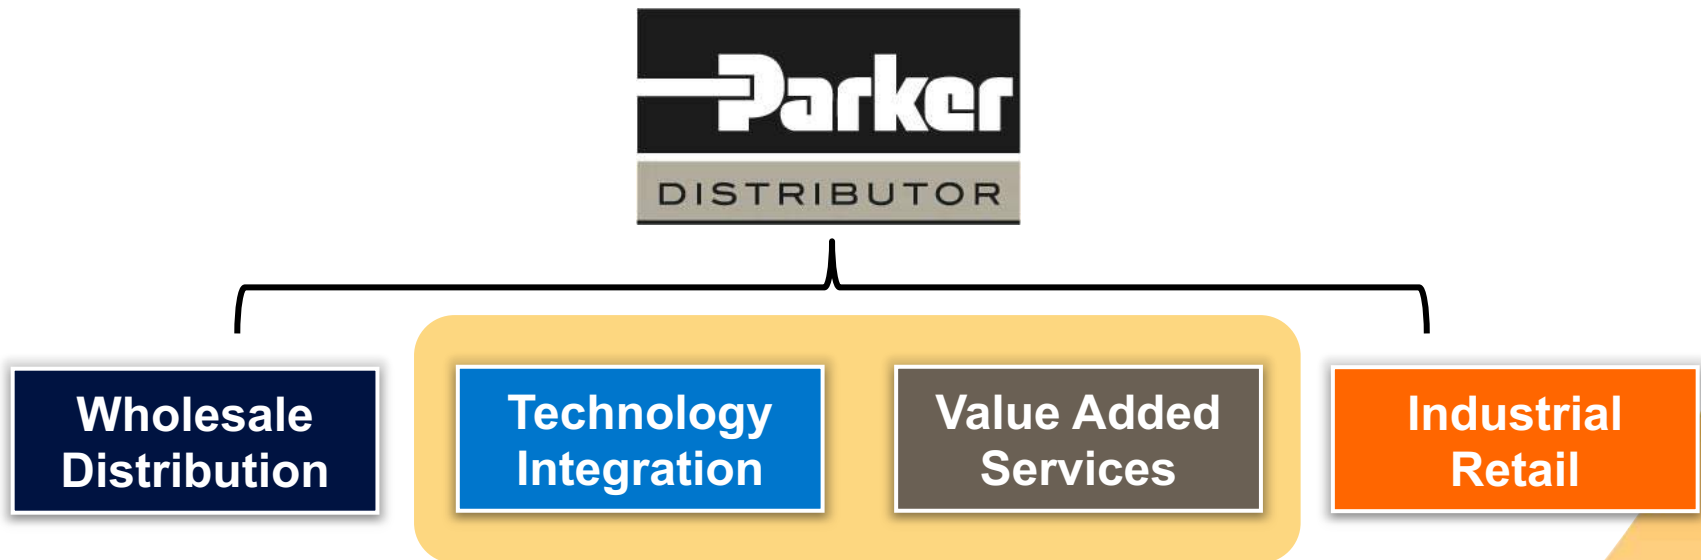 Parker
DISTRIBUTOR
Wholesale
Distribution
Technology
Integration
Value Added
Services
Industrial
Retail